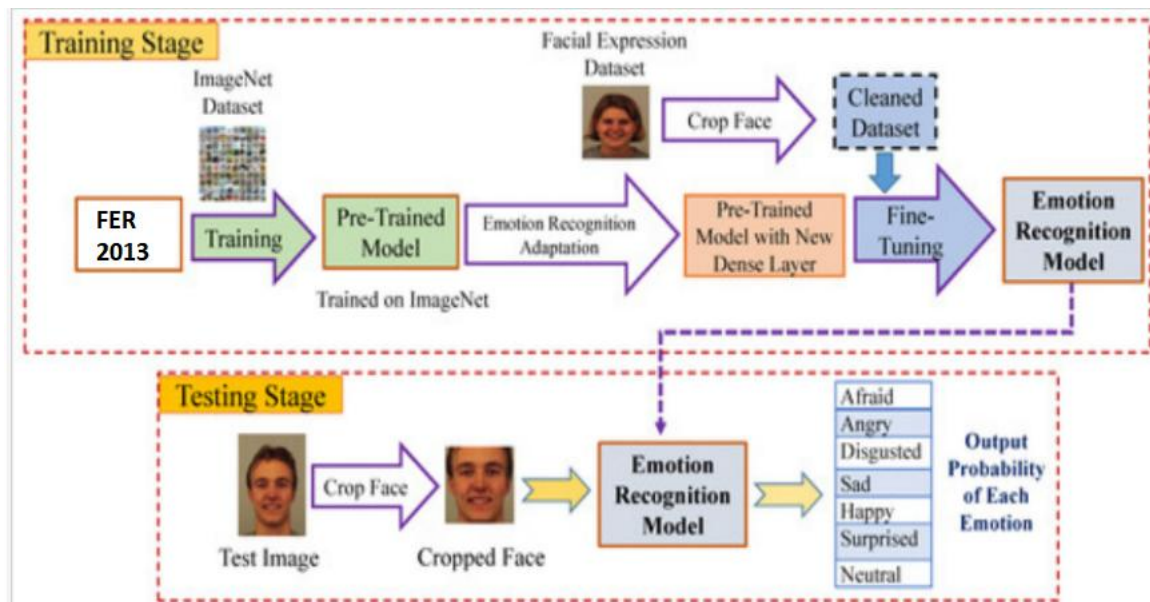 Training Stage
ImageNet
Dataset
Facial Expression
Dataset
Crop Face
Cleaned
Dataset
FER
2013
Training
Pre-Trained
Model
Trained on ImageNet
Emotion Recognition
Adaptation
Pre-Trained
Model with New
Dense Layer
Fine-
Tuning
Emotion
Recognition
Model
Testing Stage
Test Image
Crop Face
Cropped Face
Emotion
Recognition
Model
Afraid
Angry
Disgusted
Sad
Happy
Surprised
Neutral
Output
Probability
of Each
Emotion